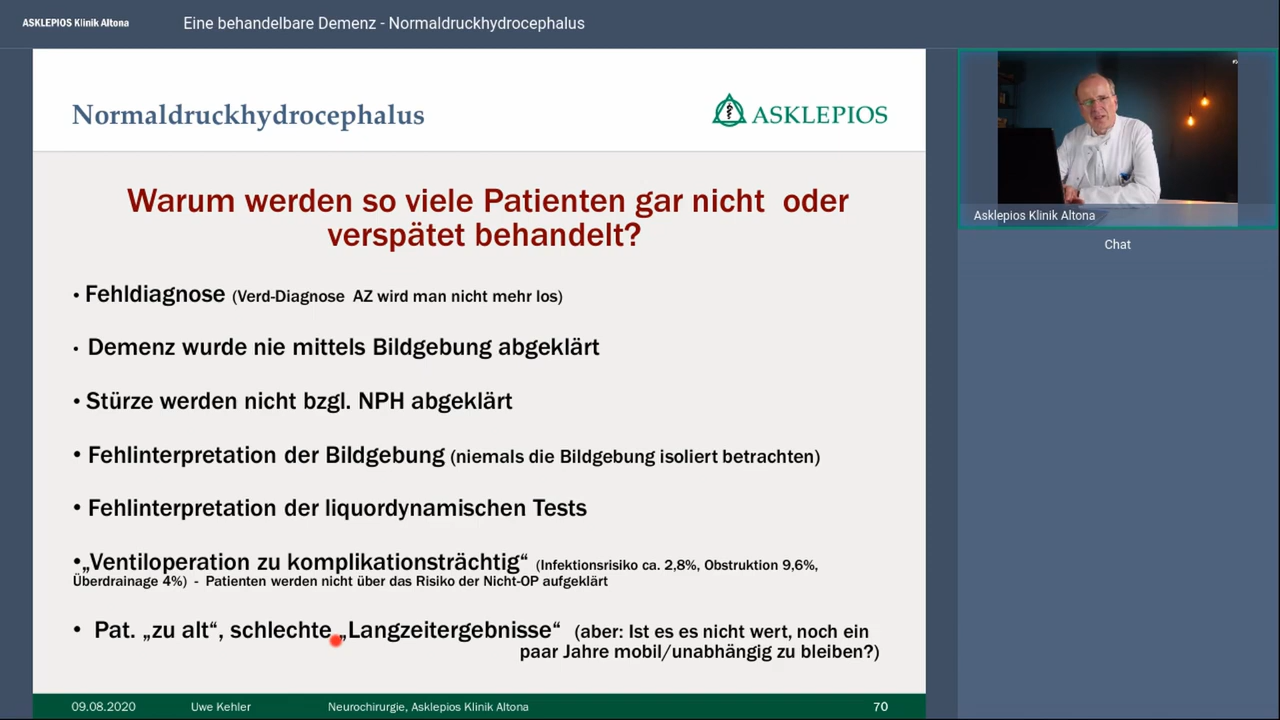 ASKLEPIOS Klinik Altona
Eine behandelbare Demenz - Normaldruckhydrocephalus
Normaldruckhydrocephalus
ASKLEPIOS
Warum werden so viele Patienten gar nicht oder
verspätet behandelt?
• Fehldiagnose (Verd-Diagnose AZ wird man nicht mehr los)
• Demenz wurde nie mittels Bildgebung abgeklärt
• Stürze werden nicht bzgl. NPH abgeklärt
• Fehlinterpretation der Bildgebung (niemals die Bildgebung isoliert betrachten)
• Fehlinterpretation der liquordynamischen Tests
•„Ventiloperation zu komplikationsträchtig“ (Infektionsrisiko ca. 2,8%, Obstruktion 9,6%,
Überdrainage 4%) - Patienten werden nicht über das Risiko der Nicht-OP aufgeklärt
• Pat. „zu alt“, schlechte „Langzeitergebnisse“ (aber: Ist es es nicht wert, noch ein
paar Jahre mobil/unabhängig zu bleiben?)
09.08.2020 Uwe Kehler Neurochirurgie, Asklepios Klinik Altona 70
Asklepios Klinik Altona
Chat